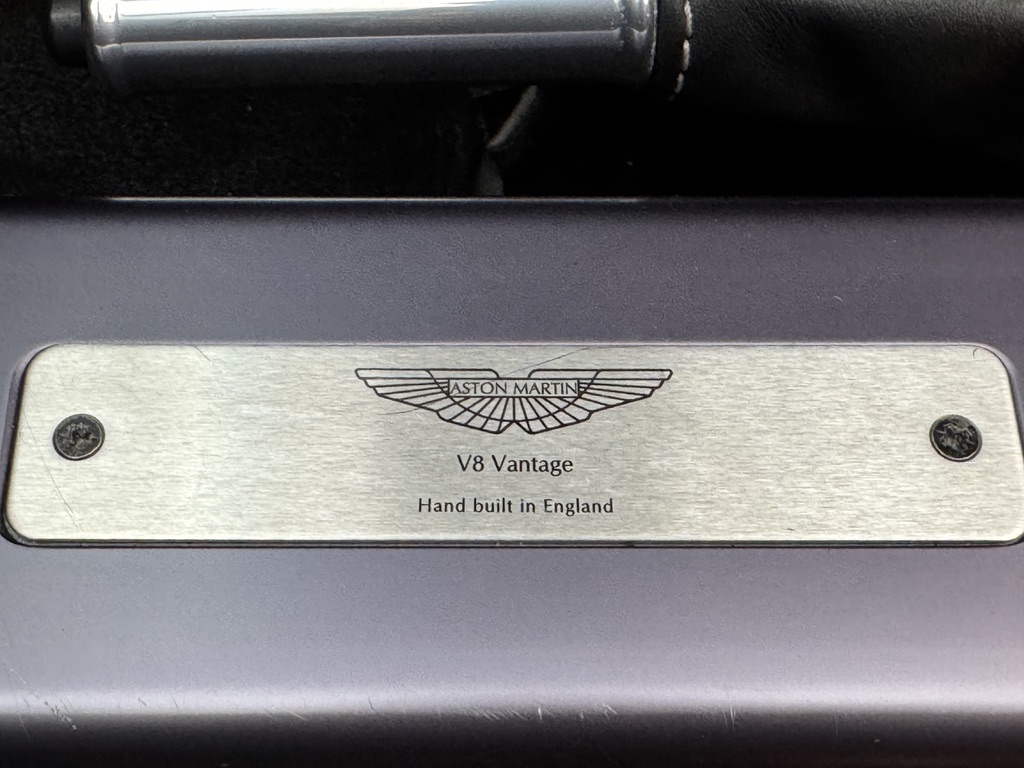 ASTON MARTIN
V8 Vantage
Hand built in England